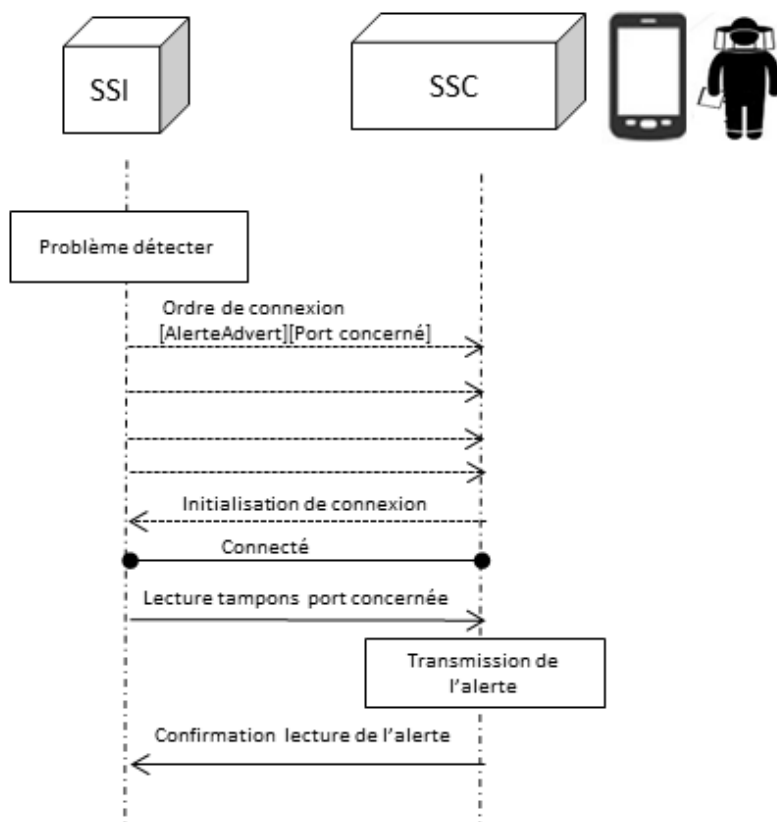 SSI
SSC
Problème détecter
Ordre de connexion
[AlerteAdvert][Port concerné]
Initialisation de connexion
Connecté
Lecture tampons port concernée
Transmission de
l'alerte
Confirmation lecture de l'alerte